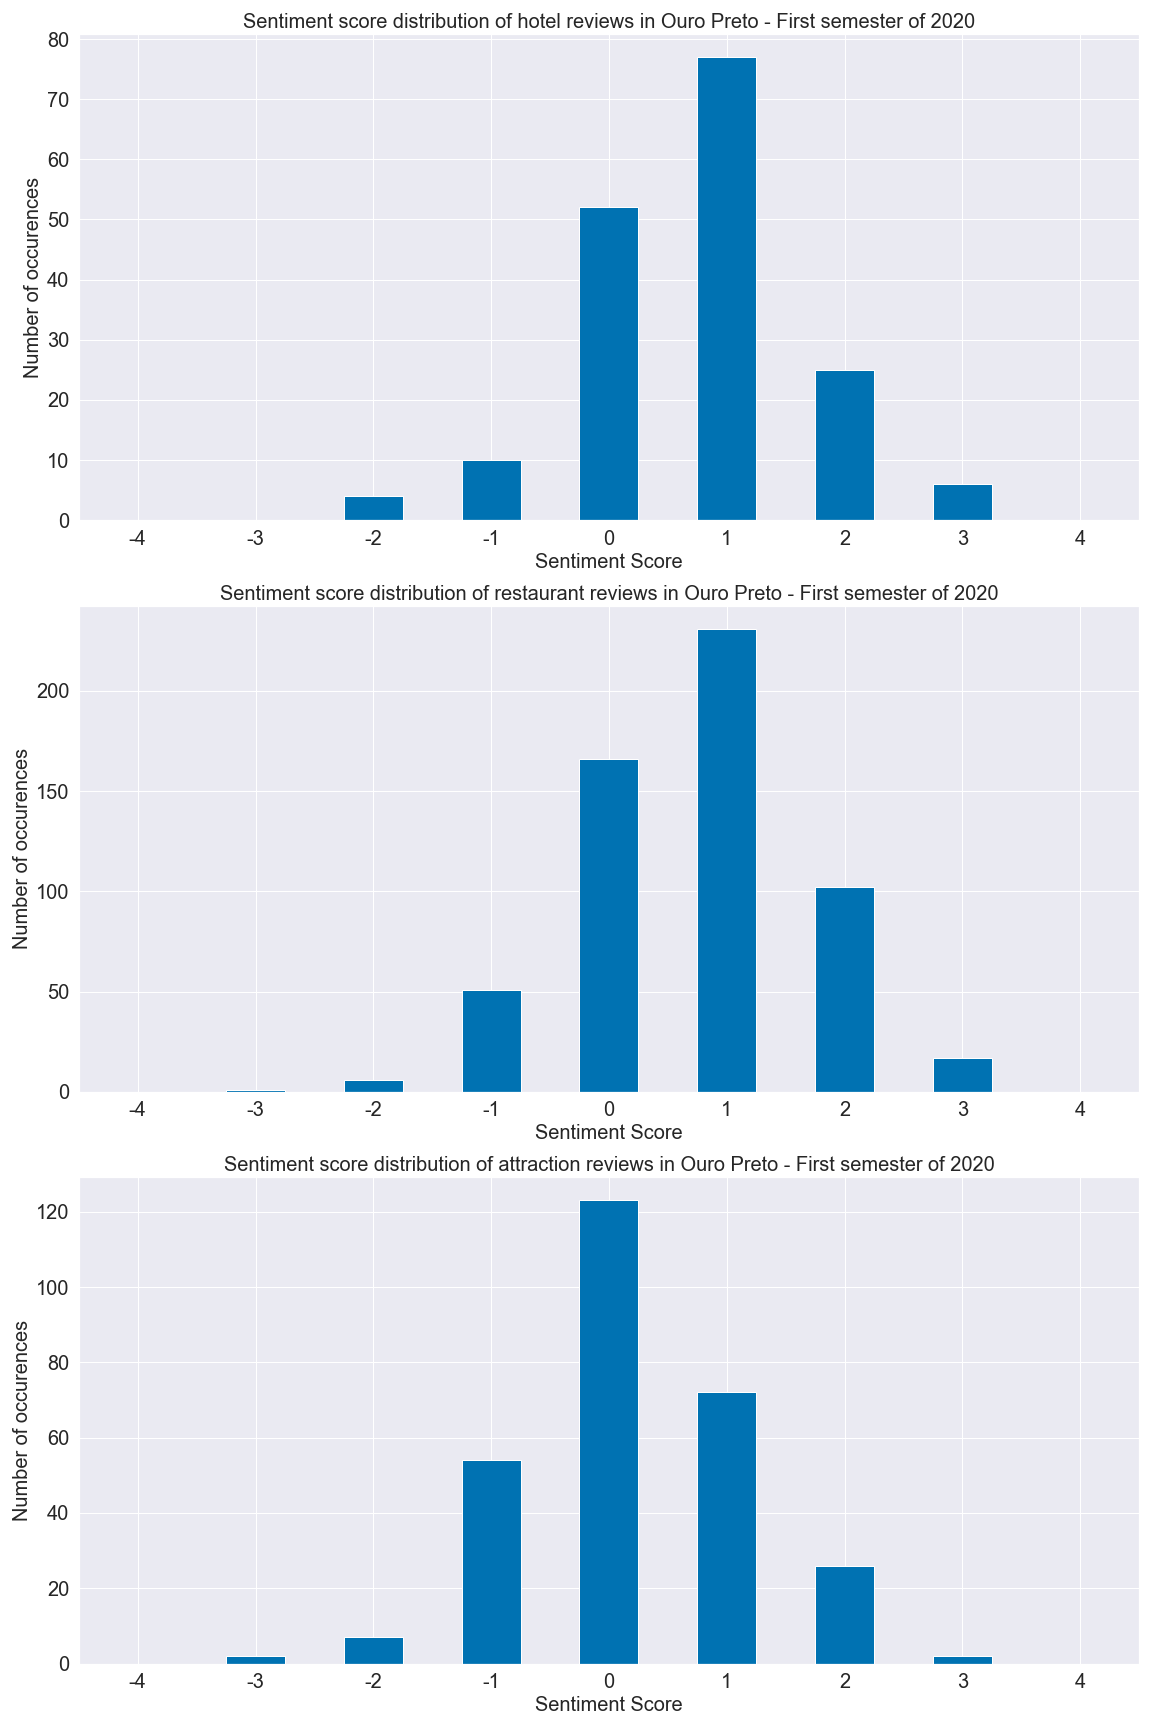 Sentiment score distribution of hotel reviews in Ouro Preto - First semester of 2020
80
70
60
50
40
30
20
10
0
Number of occurences
-4 -3 -2 -1 0 1 2 3 4
Sentiment Score
Sentiment score distribution of restaurant reviews in Ouro Preto - First semester of 2020
200
150
100
50
0
Number of occurences
-4 -3 -2 -1 0 1 2 3 4
Sentiment Score
Sentiment score distribution of attraction reviews in Ouro Preto - First semester of 2020
120
100
80
60
40
20
0
Number of occurences
-4 -3 -2 -1 0 1 2 3 4
Sentiment Score